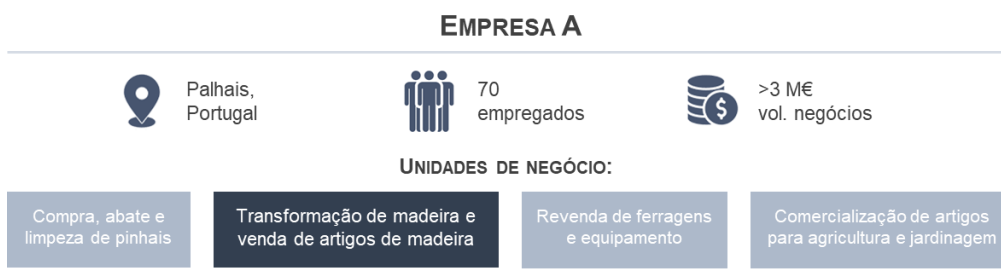 EMPRESA A
Palhais,
Portugal
70
empregados
$
>3 M€
vol. negócios
UNIDADES DE NEGÓCIO:
Compra, abate e
limpeza de pinhais
Transformação de madeira e
venda de artigos de madeira
Revenda de ferragens
e equipamento
Comercialização de artigos
para agricultura e jardinagem